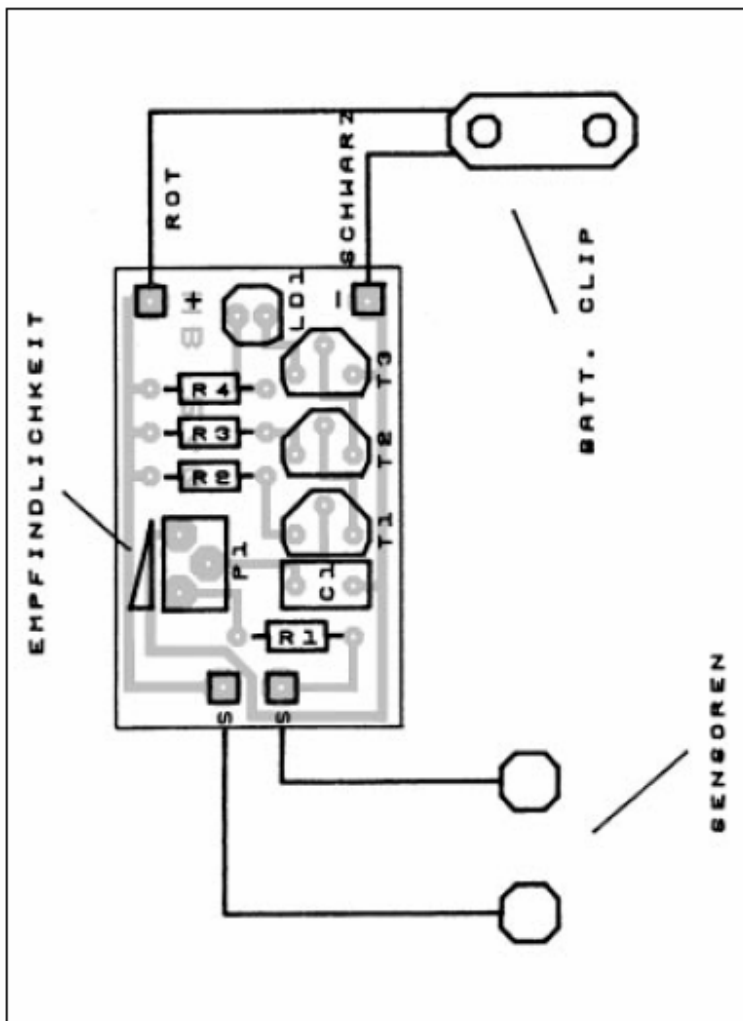 ROT
SCHWARZ
BATT. CLIP
EMPFINDLICHKEIT
+
-
LD1
R4
T3
R3
T2
R2
T1
P1
C1
R1
S
S
SENSOREN